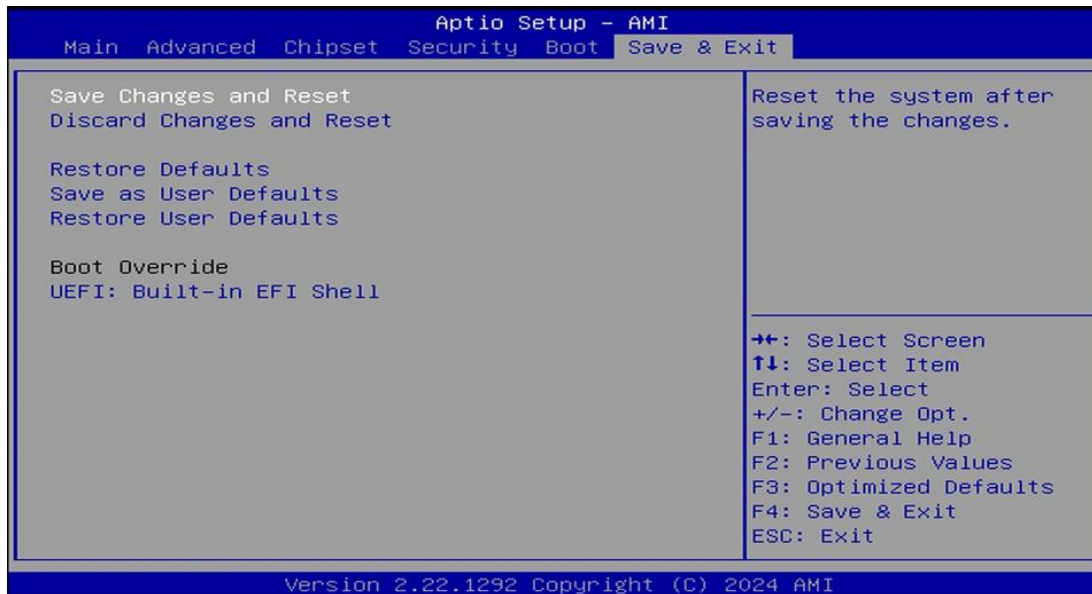 Aptio Setup – AMI
Main Advanced Chipset Security Boot Save & Exit
Save Changes and Reset
Discard Changes and Reset
Restore Defaults
Save as User Defaults
Restore User Defaults
Boot Override
UEFI: Built-in EFI Shell
Reset the system after
saving the changes.
→←: Select Screen
↑↓: Select Item
Enter: Select
+/-: Change Opt.
F1: General Help
F2: Previous Values
F3: Optimized Defaults
F4: Save & Exit
ESC: Exit
Version 2.22.1292 Copyright (C) 2024 AMI